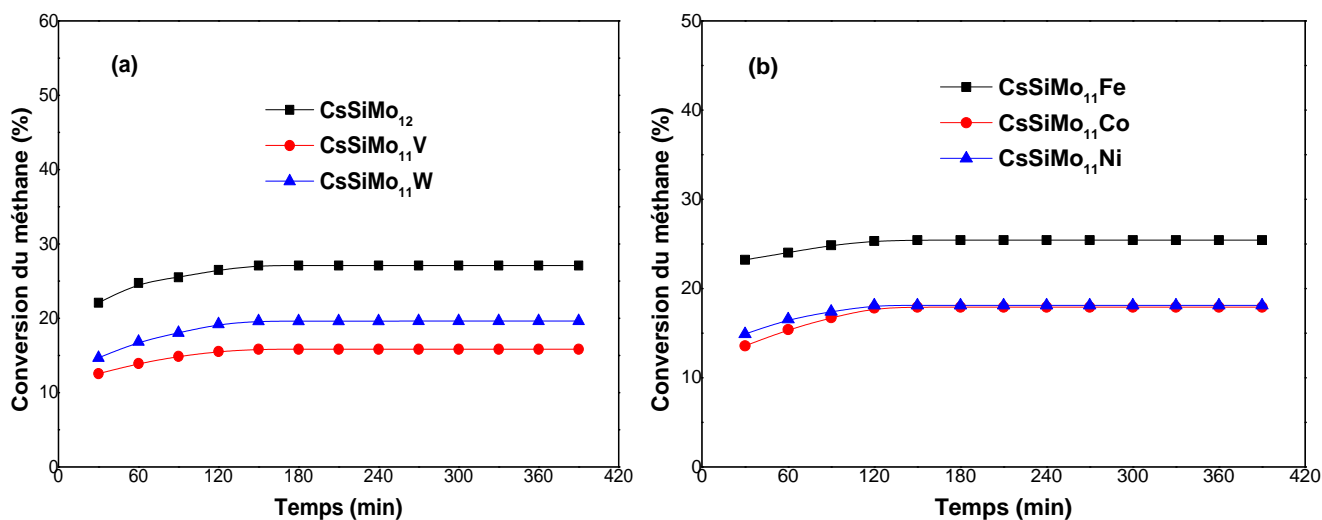 (a)
CsSiMo12
CsSiMo11V
CsSiMo11W
Conversion du méthane (%)
60
50
40
30
20
10
0
0 60 120 180 240 300 360 420
Temps (min)
(b)
CsSiMo11Fe
CsSiMo11Co
CsSiMo11Ni
Conversion du méthane (%)
50
40
30
20
10
0
0 60 120 180 240 300 360 420
Temps (min)